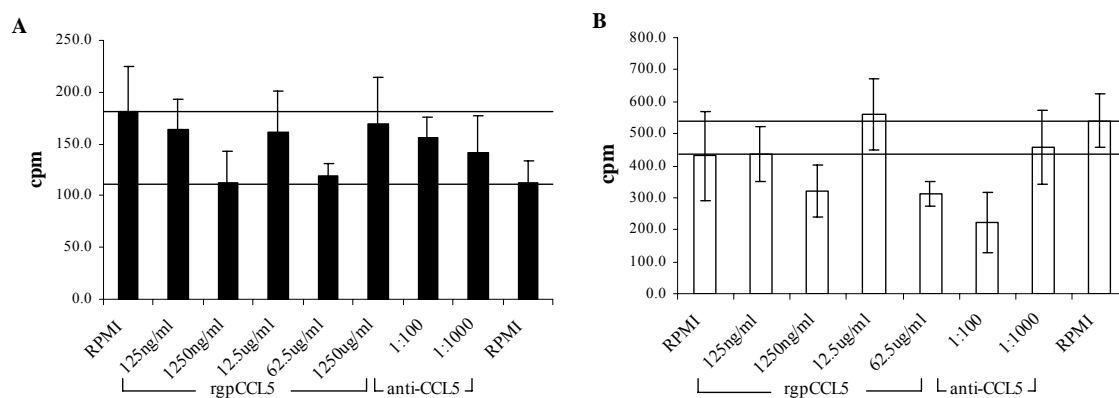 A
250.0
200.0
150.0
100.0
50.0
0.0
cpm
RPMI
125ng/ml
1250ng/ml
12.5ug/ml
62.5ug/ml
1250ug/ml
1:100
1:1000
RPMI
rgpCCL5
anti-CCL5
B
800.0
700.0
600.0
500.0
400.0
300.0
200.0
100.0
0.0
cpm
RPMI
125ng/ml
1250ng/ml
12.5ug/ml
62.5ug/ml
1:100
1:1000
RPMI
rgpCCL5
anti-CCL5